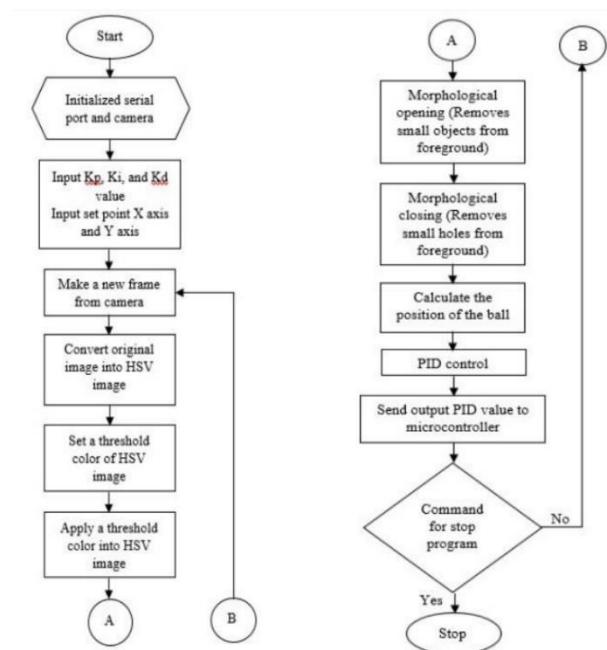 Start
Initialized serial
port and camera
Input Kp, Ki, and Kd
value
Input set point X axis
and Y axis
Make a new frame
from camera
Convert original
image into HSV
image
Set a threshold
color of HSV
image
Apply a threshold
color into HSV
image
A
B
A
B
Morphological
opening (Removes
small objects from
foreground)
Morphological
closing (Removes
small holes from
foreground)
Calculate the
position of the ball
PID control
Send output PID value to
microcontroller
Command
for stop
program
No
Yes
Stop